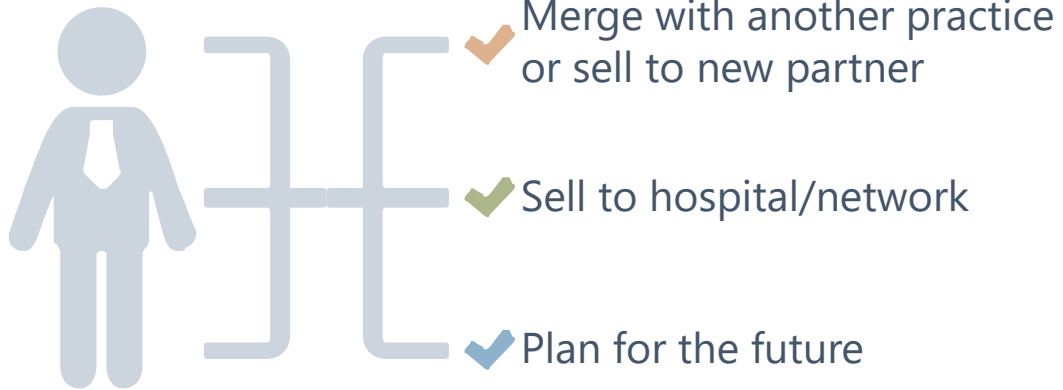 Merge with another practice
or sell to new partner
Sell to hospital/network
Plan for the future